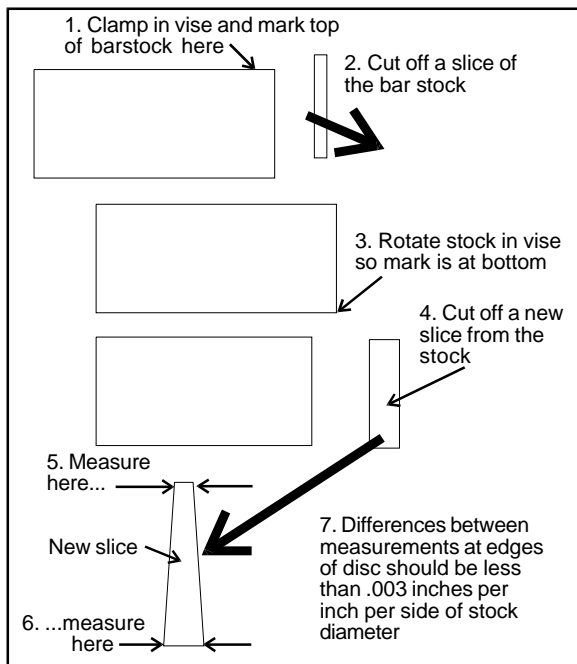 1. Clamp in vise and mark top
of barstock here
2. Cut off a slice of
the bar stock
3. Rotate stock in vise
so mark is at bottom
4. Cut off a new
slice from the
stock
5. Measure
here...
New slice
6. ...measure
here
7. Differences between
measurements at edges
of disc should be less
than .003 inches per
inch per side of stock
diameter